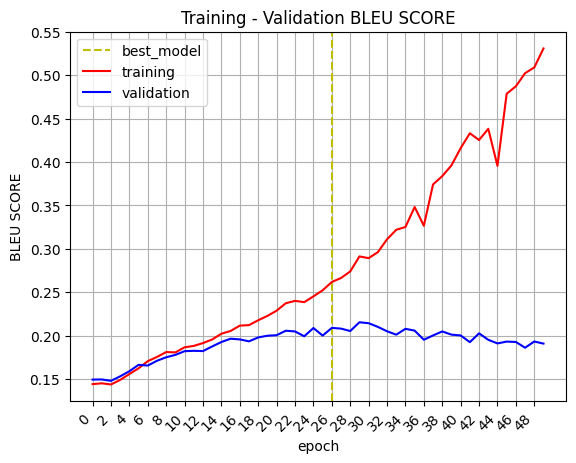 Training - Validation BLEU SCORE
best_model
training
validation
BLEU SCORE
0.55
0.50
0.45
0.40
0.35
0.30
0.25
0.20
0.15
0 2 4 6 8 10 12 14 16 18 20 22 24 26 28 30 32 34 36 38 40 42 44 46 48
epoch